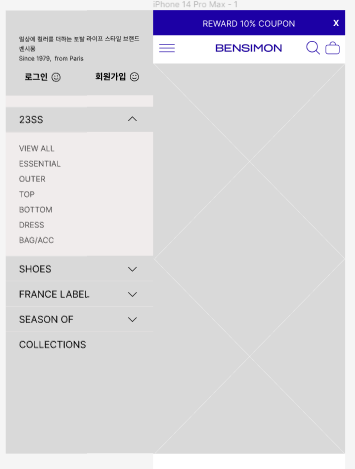 iPhone 14 Pro Max - 1
REWARD 10% COUPON
X
BENSIMON
일상에 컬러를 더하는 토탈 라이프 스타일 브랜드
벤시몽
Since 1979, from Paris
로그인
회원가입
23SS
VIEW ALL
ESSENTIAL
OUTER
TOP
BOTTOM
DRESS
BAG/ACC
SHOES
FRANCE LABEL
SEASON OF
COLLECTIONS